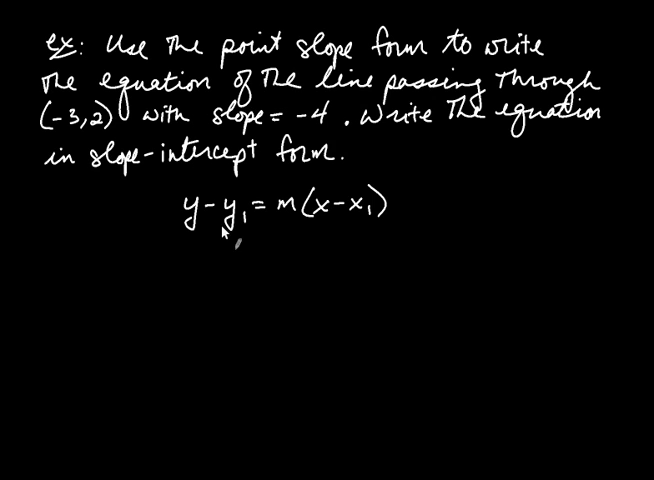 ex: Use the point slope form to write
the equation of the line passing through
(-3,2) with slope = -4 . Write the equation
in slope-intercept form.
y - y₁ = m(x - x₁)